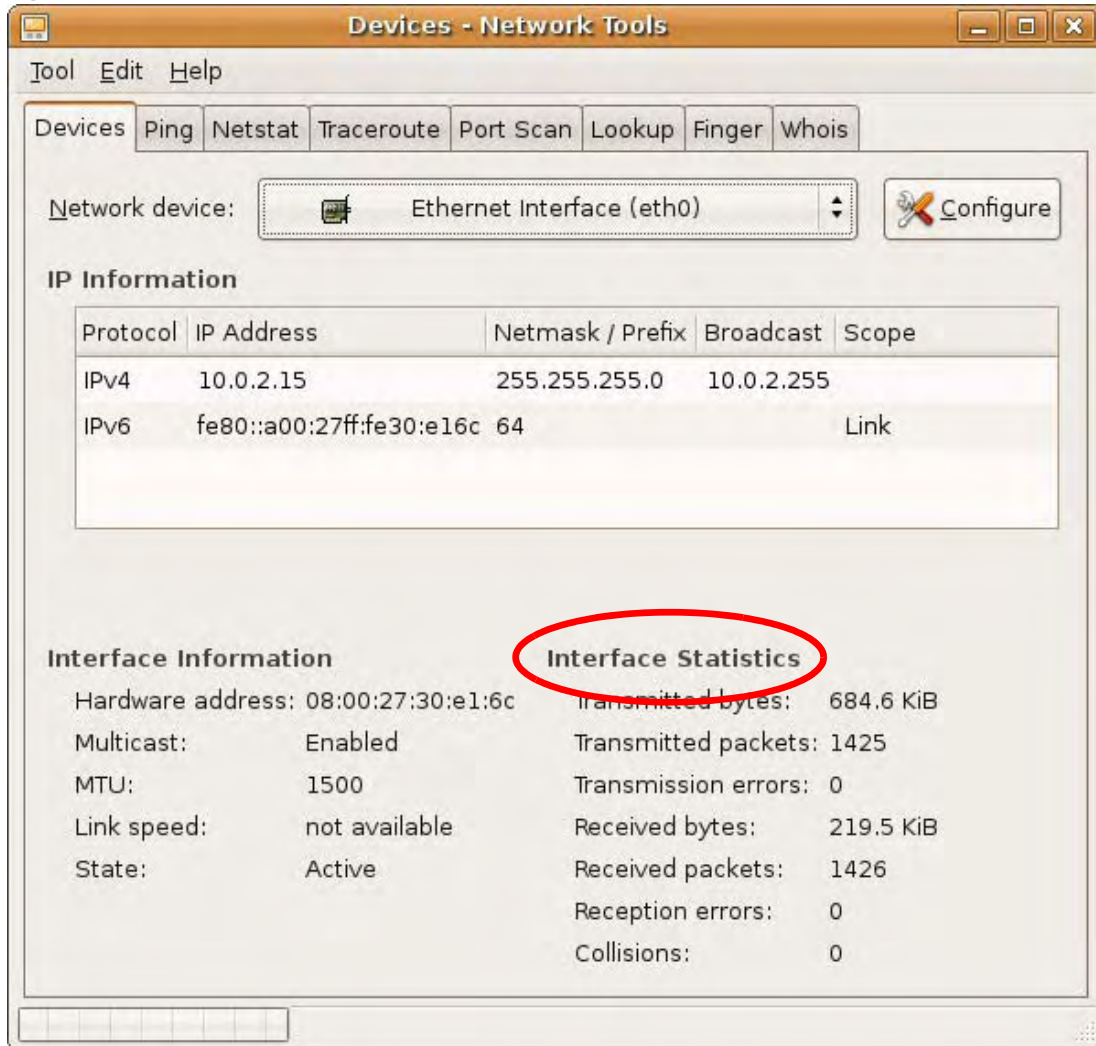 Devices - Network Tools
Tool Edit Help
Devices Ping Netstat Traceroute Port Scan Lookup Finger Whois
Network device: Ethernet Interface (eth0) Configure
IP Information
Protocol IP Address Netmask / Prefix Broadcast Scope
IPv4 10.0.2.15 255.255.255.0 10.0.2.255
IPv6 fe80::a00:27ff:fe30:e16c 64 Link
Interface Information
Hardware address: 08:00:27:30:e1:6c
Multicast: Enabled
MTU: 1500
Link speed: not available
State: Active
Interface Statistics
Transmitted bytes: 684.6 KiB
Transmitted packets: 1425
Transmission errors: 0
Received bytes: 219.5 KiB
Received packets: 1426
Reception errors: 0
Collisions: 0